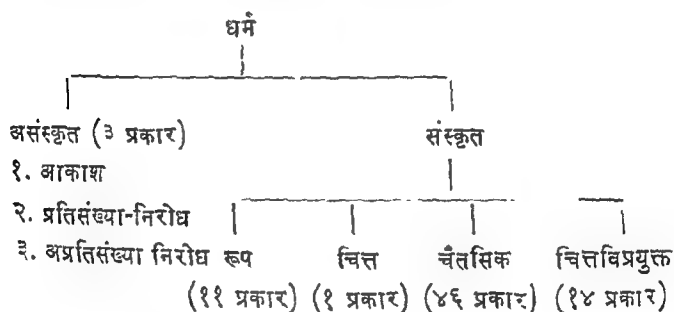 धर्म
असंस्कृत (३ प्रकार) संस्कृत
१. आकाश
२. प्रतिसंख्या-निरोध
३. अप्रतिसंख्या निरोध रूप चित्त चैतसिक चित्तविप्रयुक्त
(११ प्रकार) (१ प्रकार) (४६ प्रकार) (१४ प्रकार)